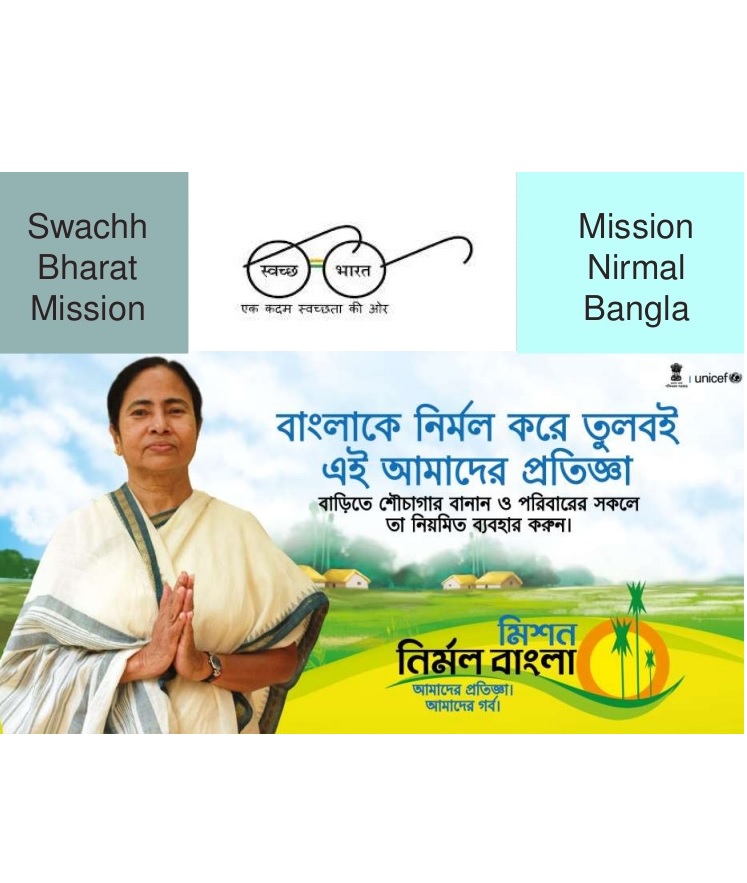 Swachh
Bharat
Mission
स्वच्छ भारत
एक कदम स्वच्छता की ओर
Mission
Nirmal
Bangla
unicef
বাংলাকে নির্মল করে তুলবই
এই আমাদের প্রতিজ্ঞা
বাড়িতে শৌচাগার বানান ও পরিবারের সকলে
তা নিয়মিত ব্যবহার করুন।
মিশন
নির্মল বাংলা
আমাদের প্রতিজ্ঞা।
আমাদের গর্ব।